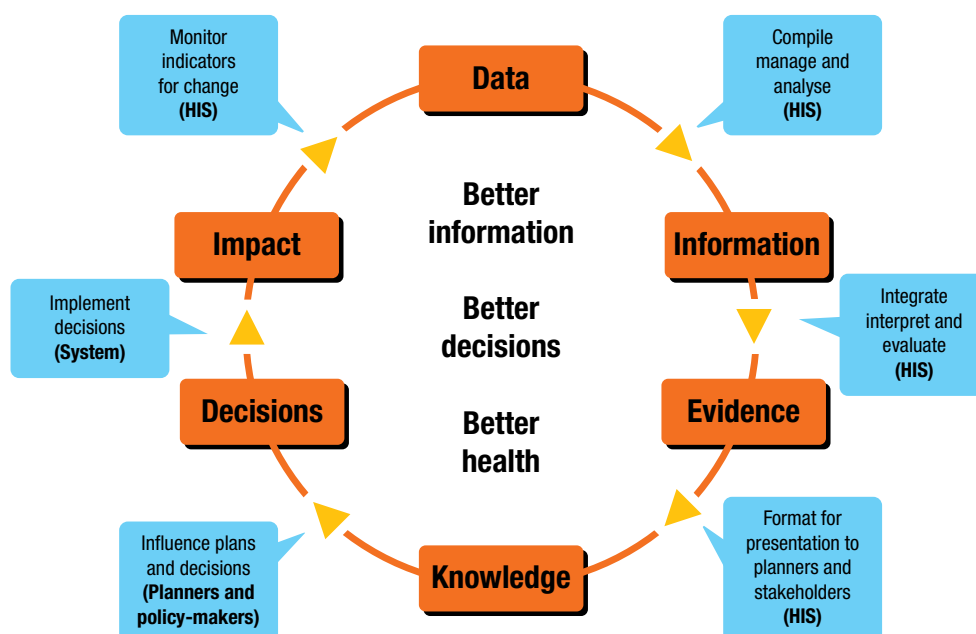 Monitor
indicators
for change
(HIS)
Data
Compile
manage and
analyse
(HIS)
Better
information
Impact
Information
Implement
decisions
(System)
Better
decisions
Integrate
interpret and
evaluate
(HIS)
Decisions
Evidence
Better
health
Influence plans
and decisions
(Planners and
policy-makers)
Knowledge
Format for
presentation to
planners and
stakeholders
(HIS)